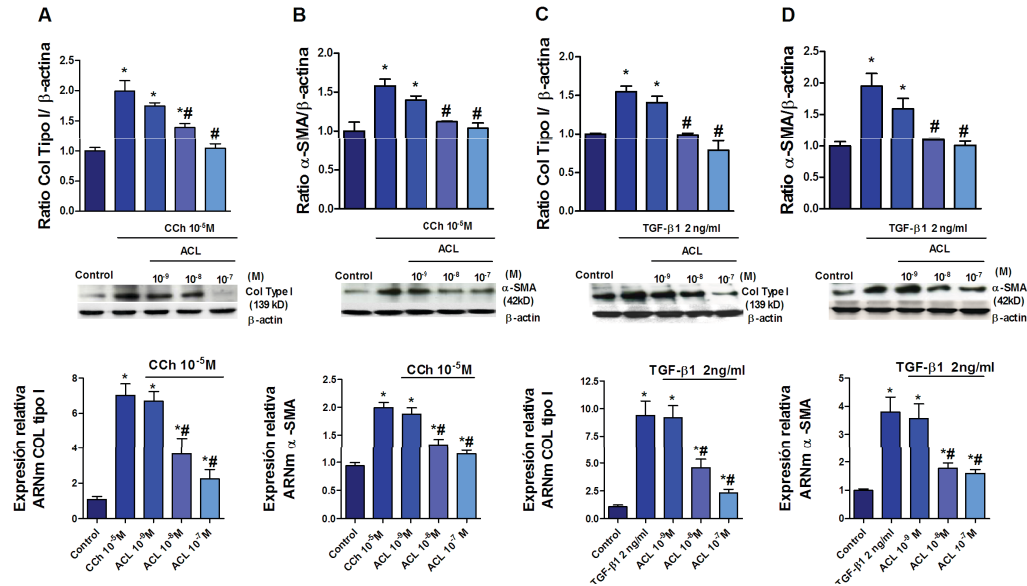 A
B
C
D
Ratio Col Tipo I/ β-actina
2.5
2.0
1.5
1.0
0.5
0.0
*
*
*#
#
CCh 10-5M
ACL
Control
10-9
10-8
10-7
(M)
Col Type I
(139 kD)
β-actin
Ratio α-SMA/β-actina
2.0
1.5
1.0
0.5
0.0
*
*
#
#
CCh 10-5M
ACL
Control
10-9
10-8
10-7
(M)
α-SMA
(42kD)
β-actin
Ratio Col Tipo I/ β-actina
2.0
1.5
1.0
0.5
0.0
*
*
#
#
TGF-β1 2 ng/ml
ACL
Control
10-9
10-8
10-7
(M)
Col Type I
(139 kD)
β-actin
Ratio α-SMA/β-actina
2.5
2.0
1.5
1.0
0.5
0.0
*
*
#
#
TGF-β1 2 ng/ml
ACL
Control
10-9
10-8
10-7
(M)
α-SMA
(42kD)
β-actin
Expresión relativa
ARNm COL tipo I
8
6
4
2
0
*
*
*#
*#
CCh 10-5M
Control
CCh 10-5M
ACL 10-9M
ACL 10-8M
ACL 10-7M
Expresión relativa
ARNm α -SMA
2.5
2.0
1.5
1.0
0.5
0.0
*
*
*#
*#
CCh 10-5M
Control
CCh 10-5M
ACL 10-9M
ACL 10-8M
ACL 10-7 M
Expresión relativa
ARNm COL tipo I
12.5
10.0
7.5
5.0
2.5
0.0
*
*
*#
*#
TGF-β1 2ng/ml
Control
TGF-β1 2 ng/ml
ACL 10-9M
ACL 10-8M
ACL 10-7M
Expresión relativa
ARNm α -SMA
5
4
3
2
1
0
*
*
*#
*#
TGF-β1 2ng/ml
Control
TGF-β1 2 ng/ml
ACL 10-9 M
ACL 10-8M
ACL 10-7 M